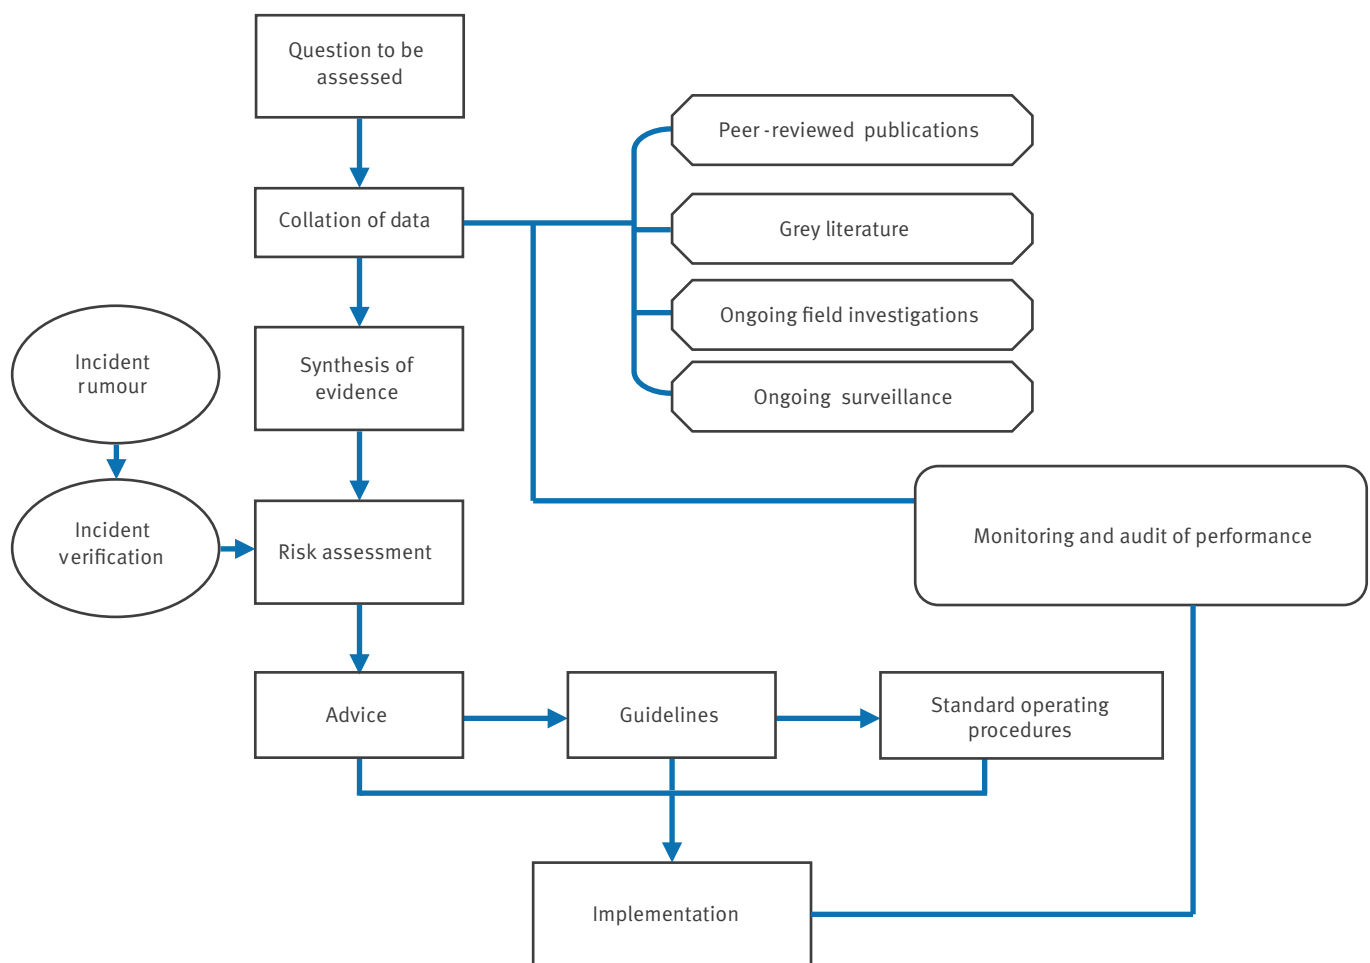 Question to be
assessed
Peer-reviewed publications
Collation of data
Grey literature
Ongoing field investigations
Incident
rumour
Synthesis of
evidence
Ongoing surveillance
Incident
verification
Risk assessment
Monitoring and audit of performance
Advice
Guidelines
Standard operating
procedures
Implementation